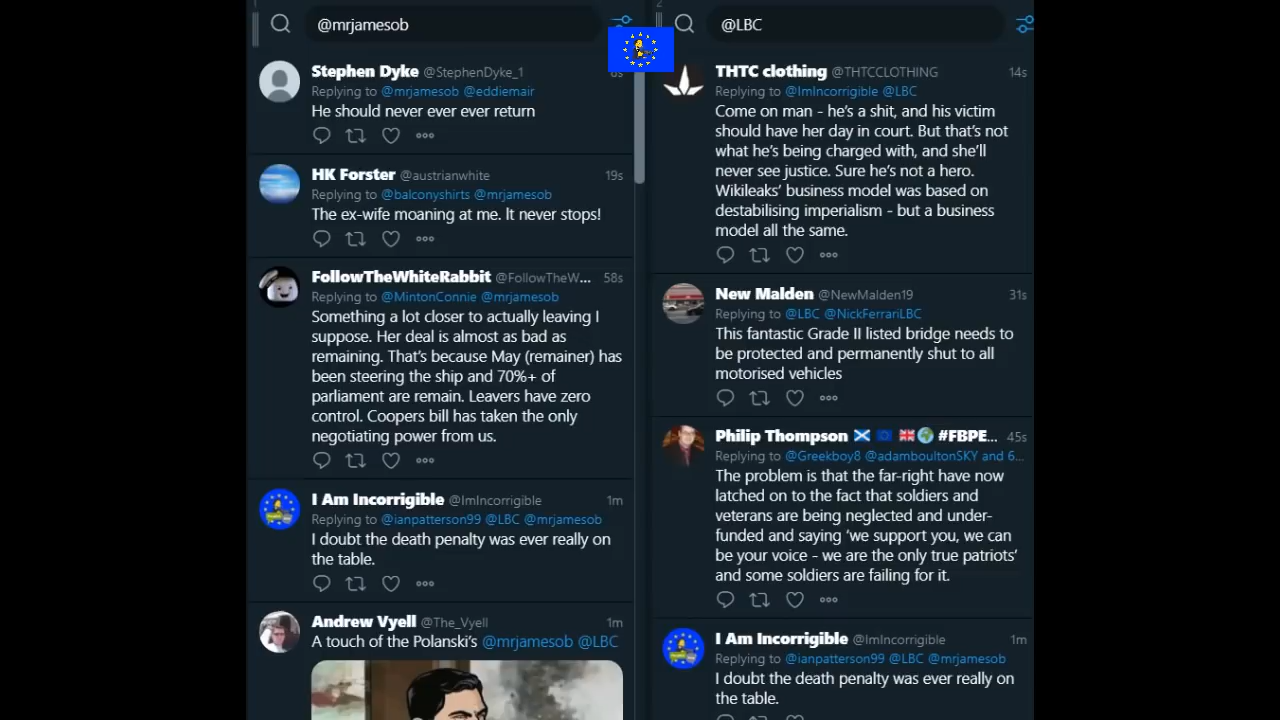 @mrjamesob
Stephen Dyke @StephenDyke_1 6s
Replying to @mrjamesob @eddiemair
He should never ever ever return
HK Forster @austrianwhite 19s
Replying to @balconyshirts @mrjamesob
The ex-wife moaning at me. It never stops!
FollowTheWhiteRabbit @FollowTheW... 58s
Replying to @MintonConnie @mrjamesob
Something a lot closer to actually leaving I
suppose. Her deal is almost as bad as
remaining. That's because May (remainer) has
been steering the ship and 70%+ of
parliament are remain. Leavers have zero
control. Coopers bill has taken the only
negotiating power from us.
I Am Incorrigible @ImIncorrigible 1m
Replying to @ianpatterson99 @LBC @mrjamesob
I doubt the death penalty was ever really on
the table.
Andrew Vyell @The_Vyell 1m
A touch of the Polanski's @mrjamesob @LBC
2
@LBC
THTC clothing @THTCCLOTHING 14s
Replying to @ImIncorrigible @LBC
Come on man - he's a shit, and his victim
should have her day in court. But that's not
what he's being charged with, and she'll
never see justice. Sure he's not a hero.
Wikileaks' business model was based on
destabilising imperialism - but a business
model all the same.
New Malden @NewMalden19 31s
Replying to @LBC @NickFerrariLBC
This fantastic Grade II listed bridge needs to
be protected and permanently shut to all
motorised vehicles
Philip Thompson #FBPE... 45s
Replying to @Greekboy8 @adamboultonSKY and 6...
The problem is that the far-right have now
latched on to the fact that soldiers and
veterans are being neglected and under-
funded and saying 'we support you, we can
be your voice - we are the only true patriots'
and some soldiers are failing for it.
I Am Incorrigible @ImIncorrigible 1m
Replying to @ianpatterson99 @LBC @mrjamesob
I doubt the death penalty was ever really on
the table.